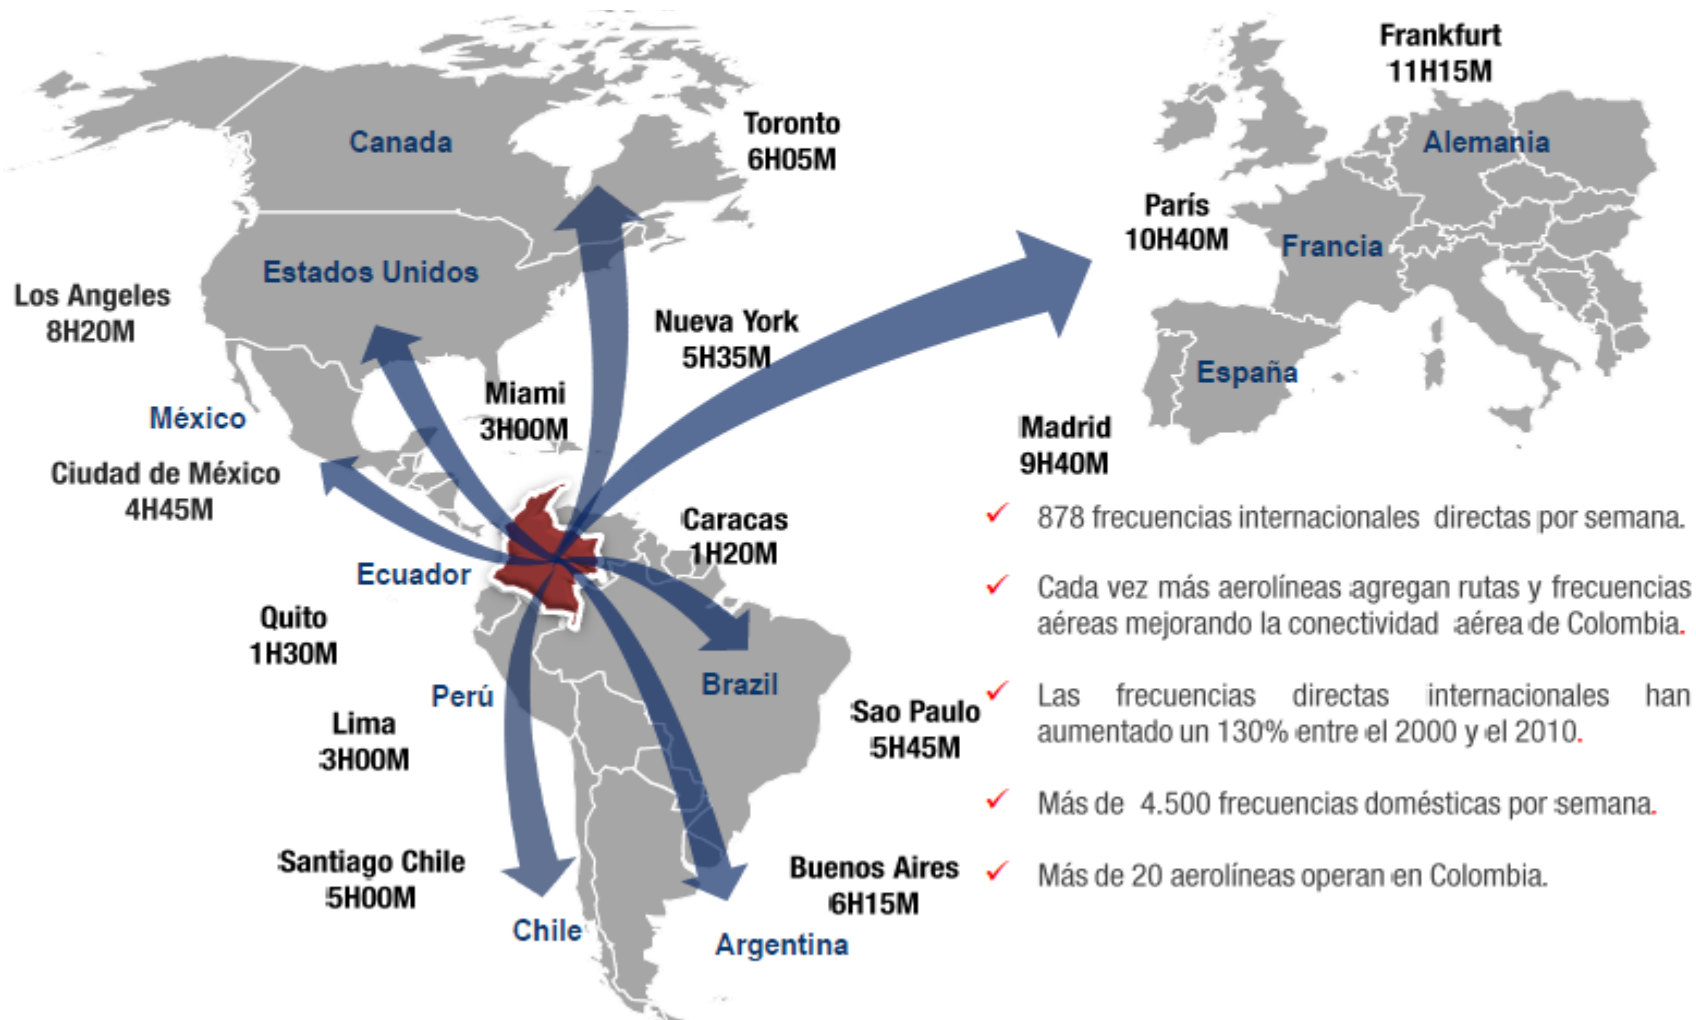 Frankfurt
11H15M
Toronto
6H05M
Canada
Alemania
París
10H40M
Francia
Estados Unidos
Los Angeles
8H20M
Nueva York
5H35M
España
Miami
3H00M
México
Madrid
9H40M
Ciudad de México
4H45M
Caracas
1H20M
Ecuador
Quito
1H30M
Perú
Brazil
Lima
3H00M
Sao Paulo
5H45M
Santiago Chile
5H00M
Buenos Aires
6H15M
Chile
Argentina
✓ 878 frecuencias internacionales directas por semana.
✓ Cada vez más aerolíneas agregan rutas y frecuencias
aéreas mejorando la conectividad aérea de Colombia.
✓ Las frecuencias directas internacionales han
aumentado un 130% entre el 2000 y el 2010.
✓ Más de 4.500 frecuencias domésticas por semana.
✓ Más de 20 aerolíneas operan en Colombia.